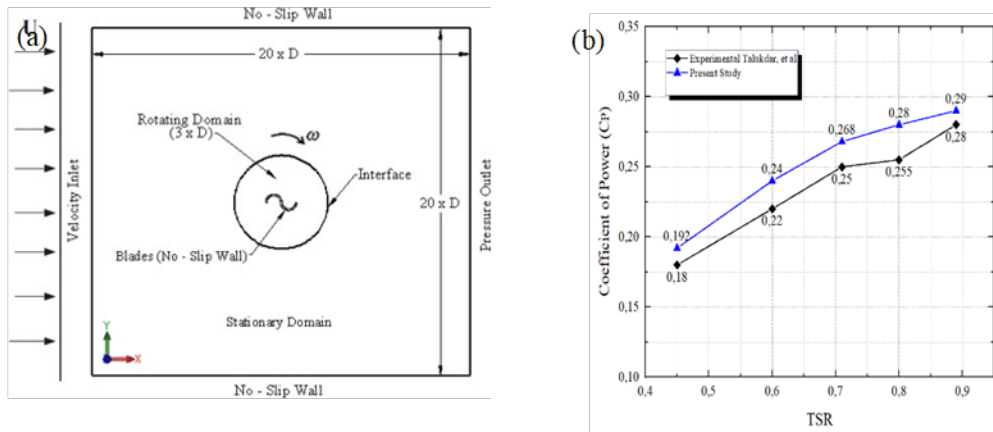 (a)
U
No - Slip Wall
20 x D
Rotating Domain
(3 x D)
ω
Interface
Velocity Inlet
20 x D
Pressure Outlet
Blades (No - Slip Wall)
Stationary Domain
Y
X
No - Slip Wall
(b)
0,35
0,30
0,25
0,20
0,15
0,10
Coefficient of Power (CP)
Experimental Talukdar, et al
Present Study
0,192
0,24
0,268
0,28
0,29
0,18
0,22
0,25
0,255
0,28
0,4
0,5
0,6
0,7
0,8
0,9
TSR